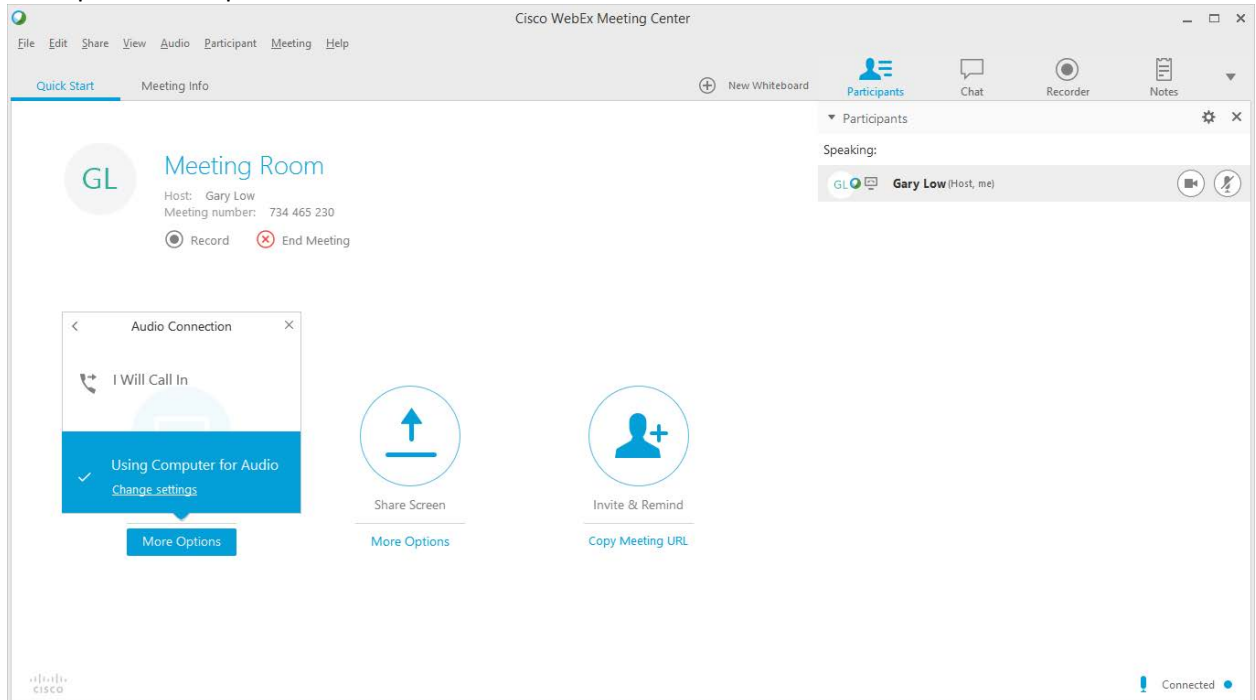 Cisco WebEx Meeting Center
File Edit Share View Audio Participant Meeting Help
Quick Start Meeting Info New Whiteboard Participants Chat Recorder Notes
Participants
Speaking:
GL Gary Low (Host, me)
GL
Meeting Room
Host: Gary Low
Meeting number: 734 465 230
Record End Meeting
Audio Connection
I Will Call In
Using Computer for Audio
Change settings
More Options
Share Screen
More Options
Invite & Remind
Copy Meeting URL
CISCO
Connected